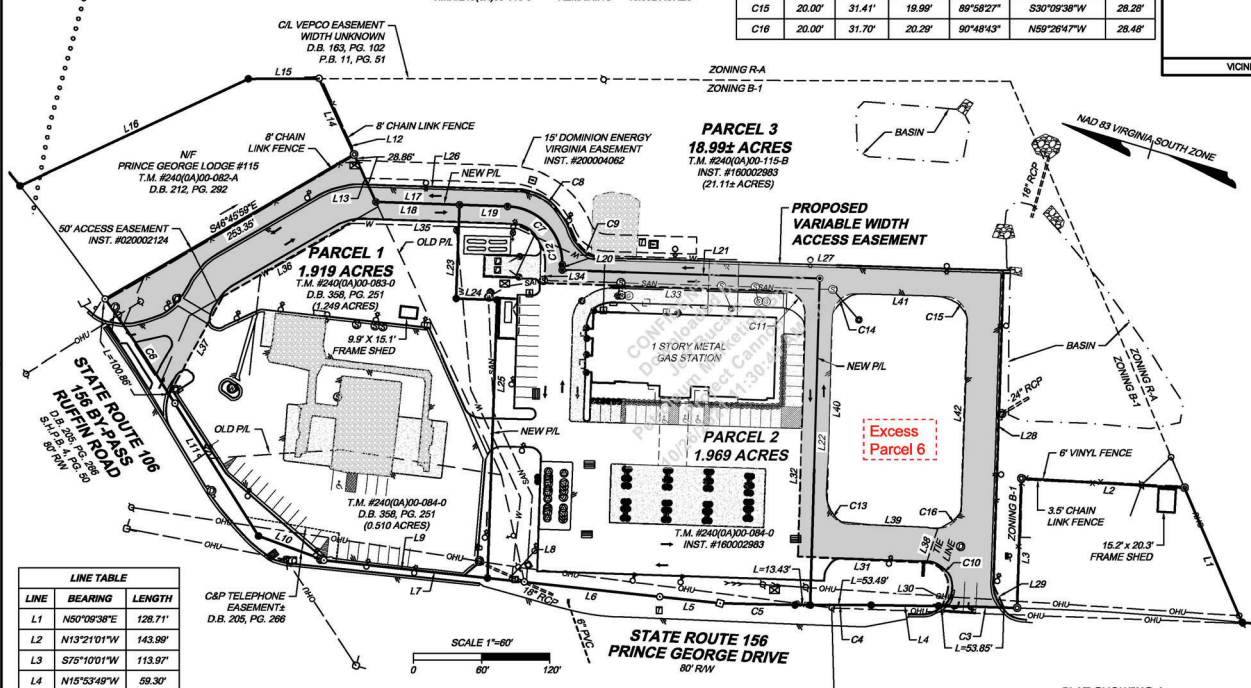 C15 20.00' 31.41' 19.99' 89°58'27" S30°09'38"W 28.28'
C16 20.00' 31.70' 20.29' 90°48'43" N59°26'47"W 28.48'
VICINI
C/L VEPCO EASEMENT
WIDTH UNKNOWN
D.B. 163, PG. 102
P.B. 11, PG. 51
ZONING R-A
ZONING B-1
L15
L14
L16
8' CHAIN LINK FENCE
L12
8' CHAIN
LINK FENCE
28.86'
L26
15' DOMINION ENERGY
VIRGINIA EASEMENT
INST. #200004062
PARCEL 3
18.99± ACRES
T.M. #240(0A)00-115-B
INST. #160002983
(21.11± ACRES)
BASIN
NAD 83 VIRGINIA SOUTH ZONE
18" RCP
N/F
PRINCE GEORGE LODGE #115
T.M. #240(0A)00-082-A
D.B. 212, PG. 292
NEW P/L
C8
L13
L17
L18
L19
L35
C7
C9
C12
S46°45'59"E
253.35'
50' ACCESS EASEMENT
INST. #020002124
OLD P/L
PROPOSED
VARIABLE WIDTH
ACCESS EASEMENT
L20
L21
L27
PARCEL 1
1.919 ACRES
T.M. #240(0A)00-083-0
D.B. 358, PG. 251
(1.249 ACRES)
L36
L23
L24
L34
L33
SAN
L41
C15
C14
C11
9.9' X 15.1'
FRAME SHED
1 STORY METAL
GAS STATION
BASIN
ZONING R-A
ZONING B-1
L37
C6
L=100.86'
OHU
STATE ROUTE 106
156 BY-PASS
RUFFIN ROAD
D.B. 205, PG. 266
S.H.P.B. 4, PG. 50
80' R/W
L25
SAN
NEW P/L
L40
L42
24" RCP
L28
Excess
Parcel 6
PARCEL 2
1.969 ACRES
L22
L32
OLD P/L
L11
NEW P/L
6' VINYL FENCE
L2
3.5' CHAIN
LINK FENCE
ZONING B-1
L3
15.2' x 20.3'
FRAME SHED
L1
OHU
T.M. #240(0A)00-084-0
D.B. 358, PG. 251
(0.510 ACRES)
T.M. #240(0A)00-084-0
INST. #160002983
C13
L39
C16
L38
TIE
LINE
C10
L10
L9
L8
L31
L=13.43'
L=53.49'
L30
L29
C&P TELEPHONE
EASEMENT±
D.B. 205, PG. 266
L7
18" RCP
L6
L5
C5
C4
L4
C3
L=53.85'
6" PVC
SCALE 1"=60'
0 60' 120'
STATE ROUTE 156
PRINCE GEORGE DRIVE
80' R/W
LINE TABLE
LINE BEARING LENGTH
L1 N50°09'38"E 128.71'
L2 N13°21'01"W 143.99'
L3 S75°10'01"W 113.97'
L4 N15°53'49"W 59.30'